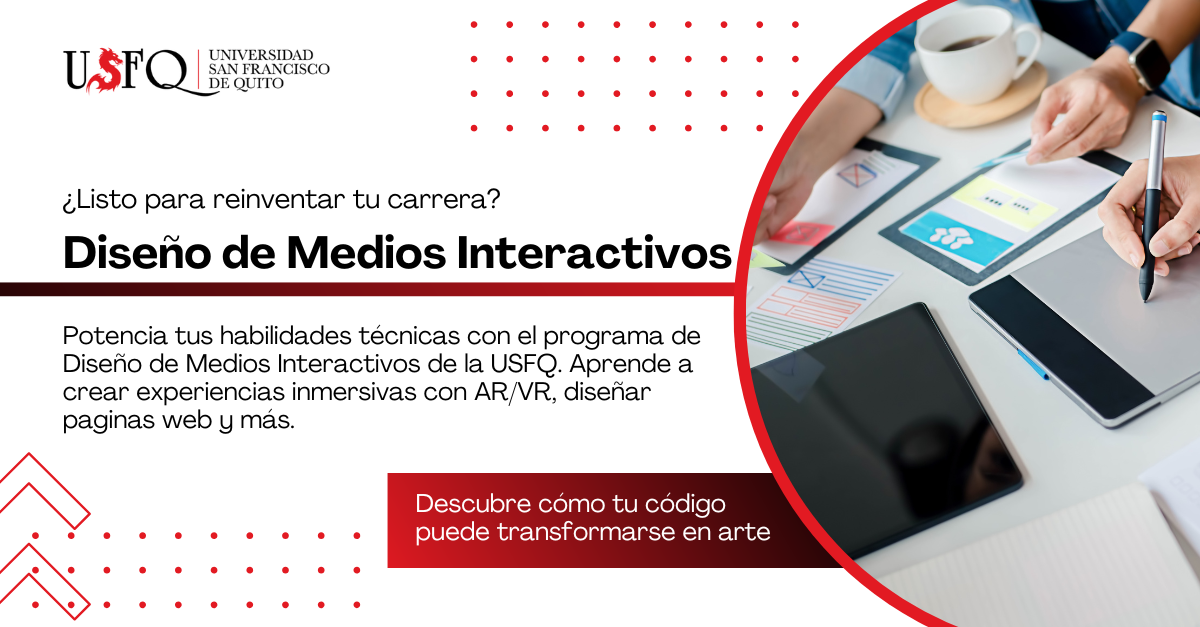 USFQ
UNIVERSIDAD
SAN FRANCISCO
DE QUITO
¿Listo para reinventar tu carrera?
Diseño de Medios Interactivos
Potencia tus habilidades técnicas con el programa de
Diseño de Medios Interactivos de la USFQ. Aprende a
crear experiencias inmersivas con AR/VR, diseñar
paginas web y más.
Descubre cómo tu código
puede transformarse en arte